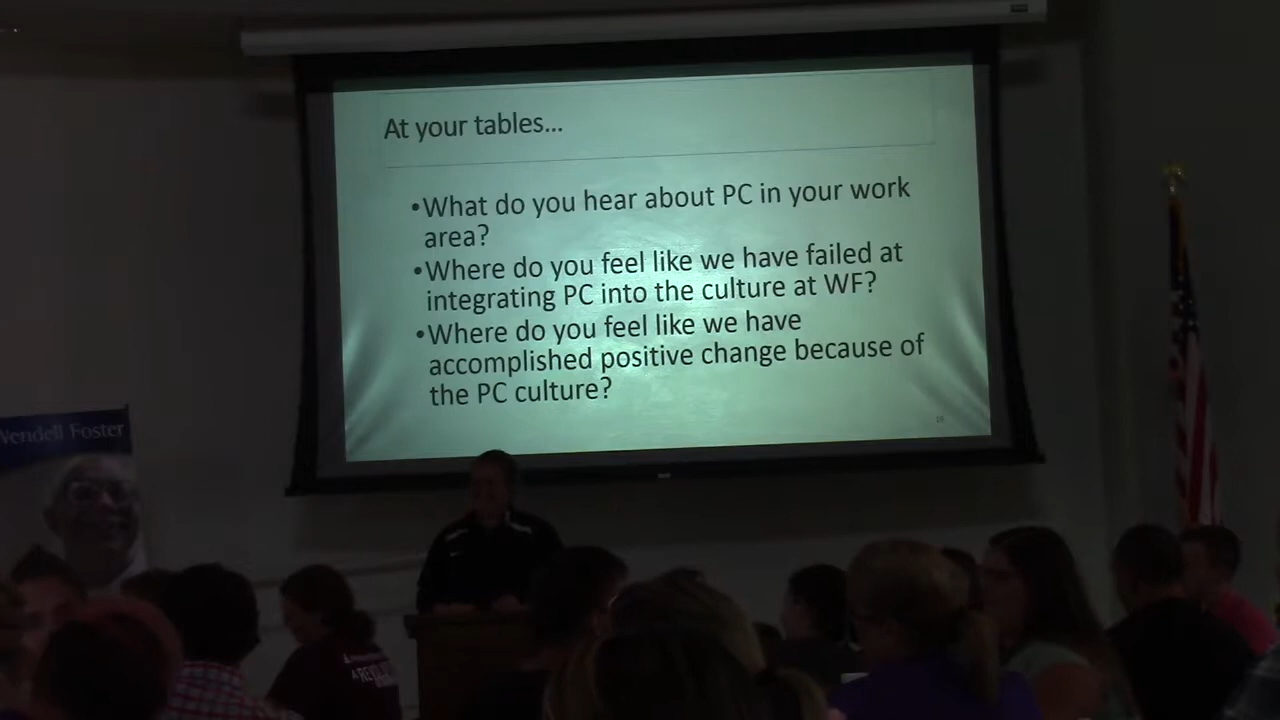 At your tables...
•What do you hear about PC in your work
area?
•Where do you feel like we have failed at
integrating PC into the culture at WF?
•Where do you feel like we have
accomplished positive change because of
the PC culture?
Wendell Foster